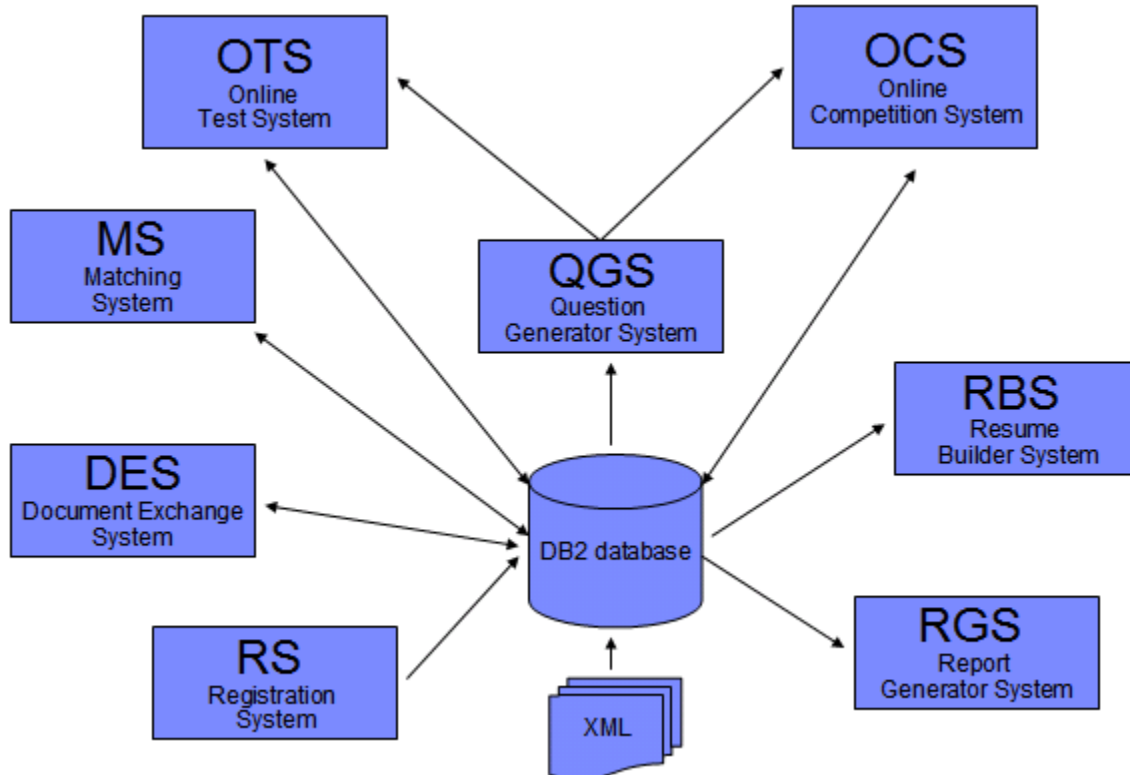 OTS
Online
Test System
OCS
Online
Competition System
MS
Matching
System
QGS
Question
Generator System
RBS
Resume
Builder System
DES
Document Exchange
System
DB2 database
RS
Registration
System
RGS
Report
Generator System
XML